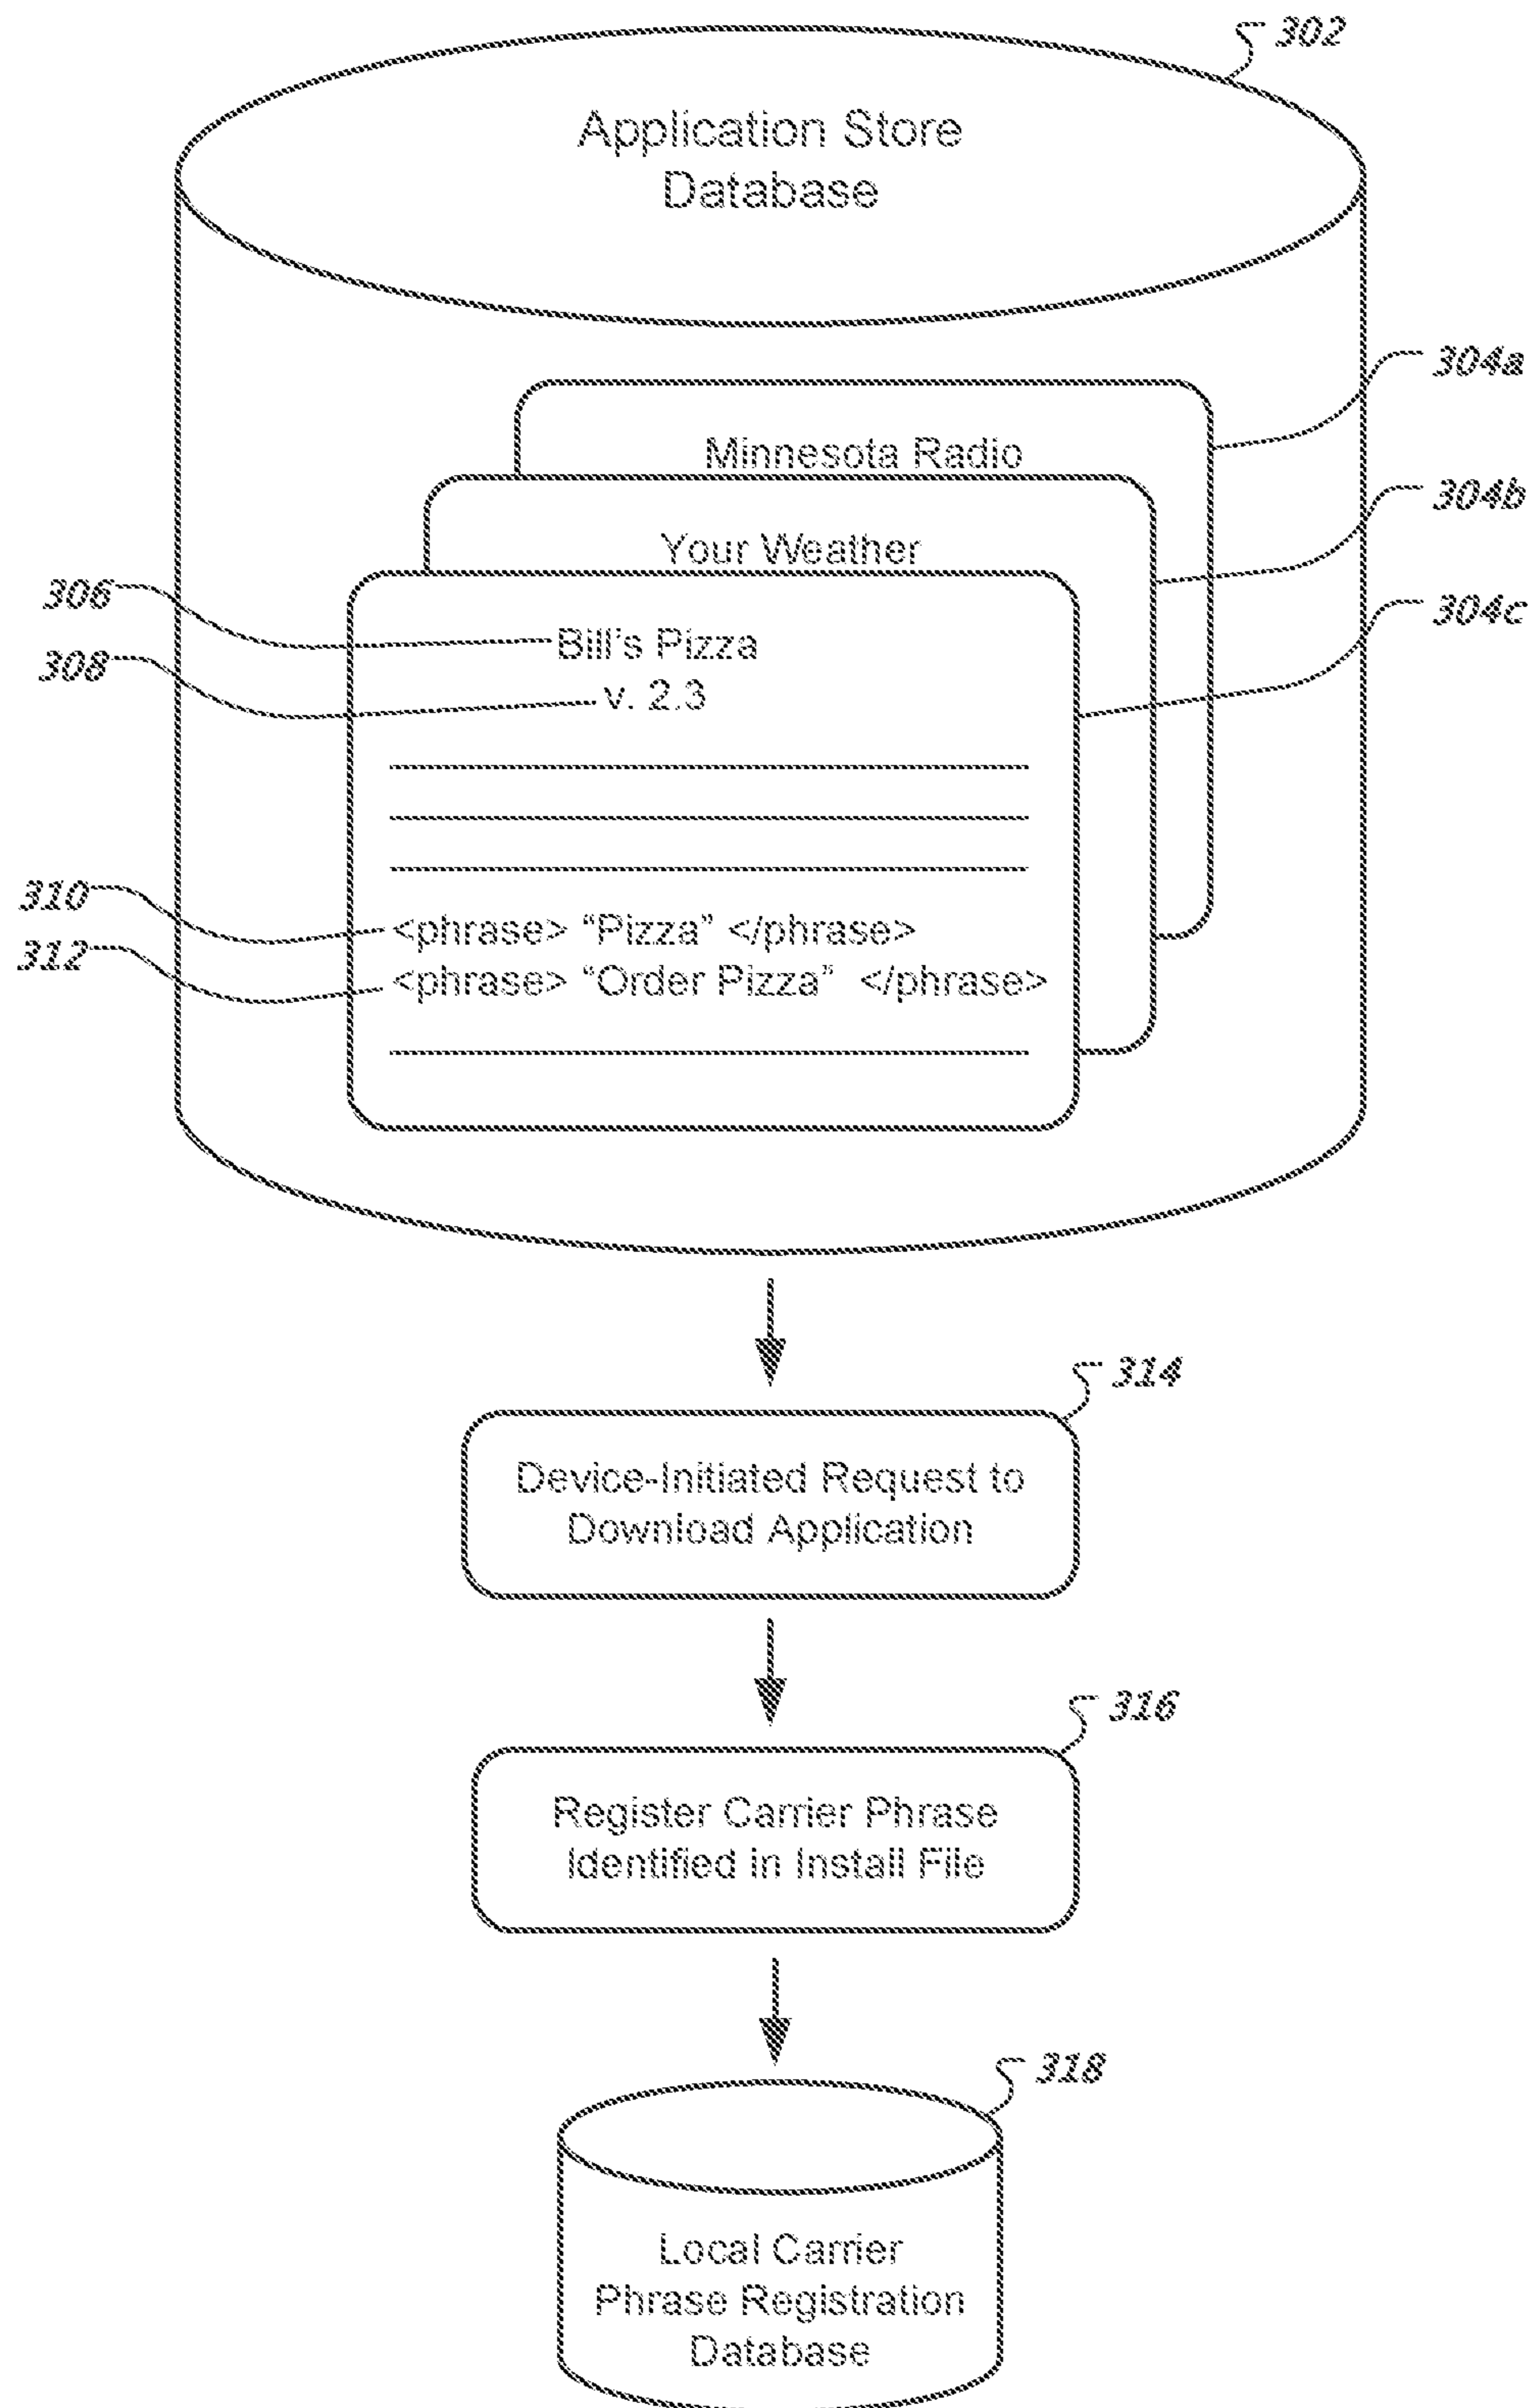 302
Application Store
Database
304a
Minnesota Radio
304b
Your Weather
304c
306
Bill's Pizza
308
v. 2.3
310
<phrase> “Pizza” </phrase>
312
<phrase> “Order Pizza” </phrase>
314
Device-Initiated Request to
Download Application
316
Register Carrier Phrase
Identified in Install File
318
Local Carrier
Phrase Registration
Database